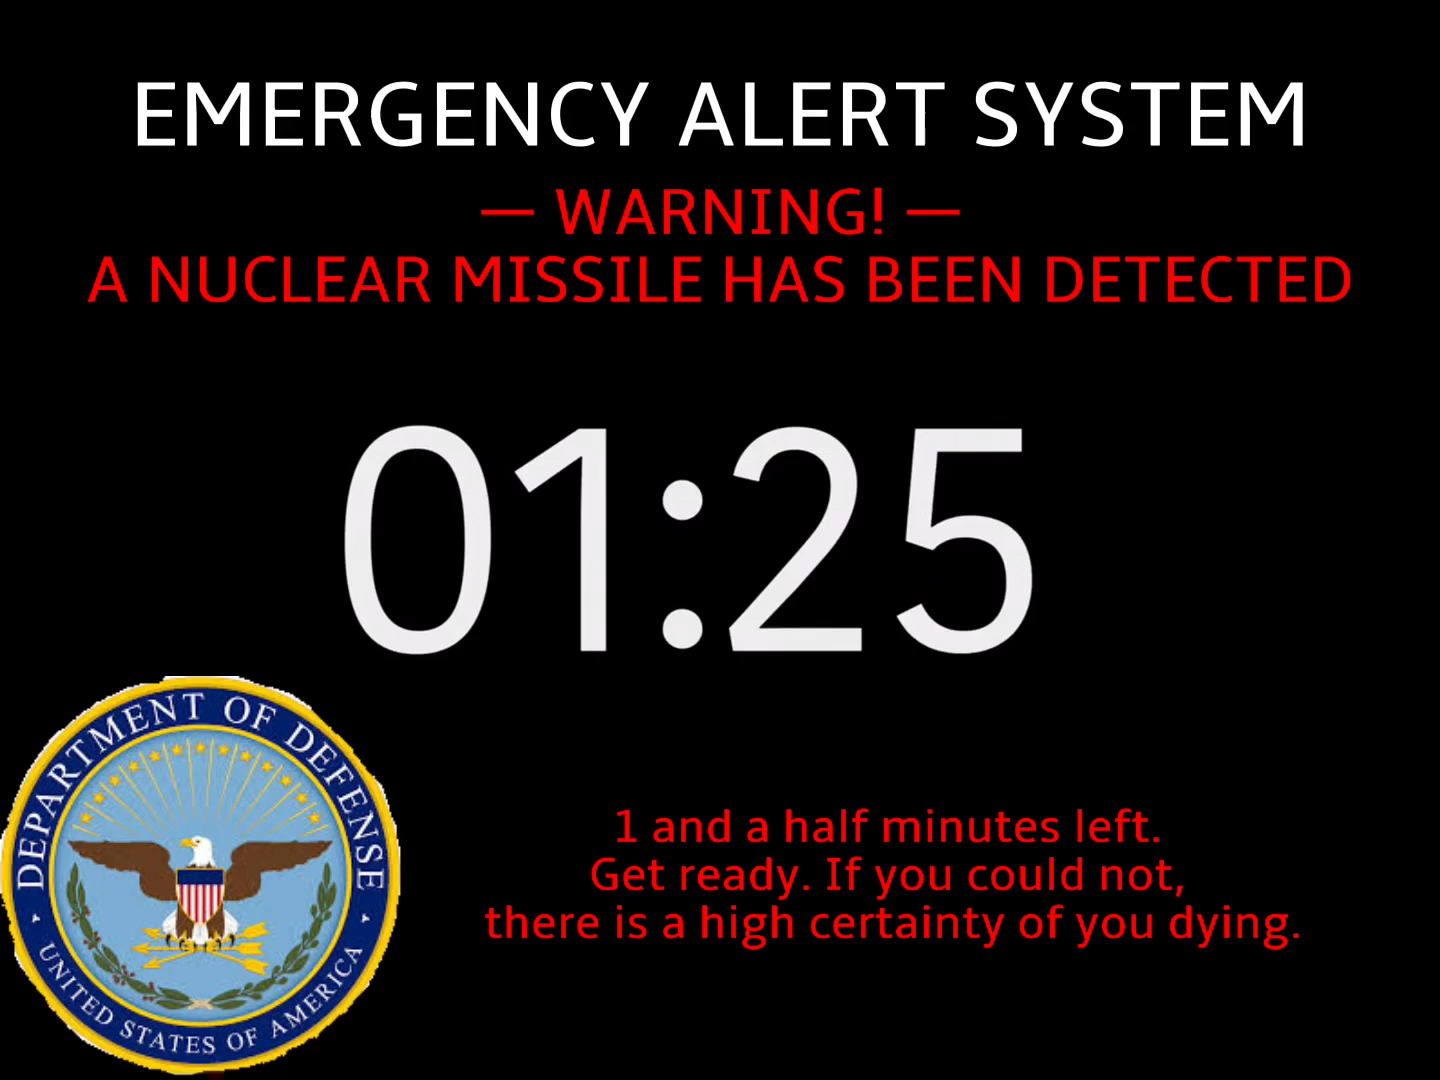 EMERGENCY ALERT SYSTEM
— WARNING! —
A NUCLEAR MISSILE HAS BEEN DETECTED
01:25
DEPARTMENT OF DEFENSE
UNITED STATES OF AMERICA
1 and a half minutes left.
Get ready. If you could not,
there is a high certainty of you dying.